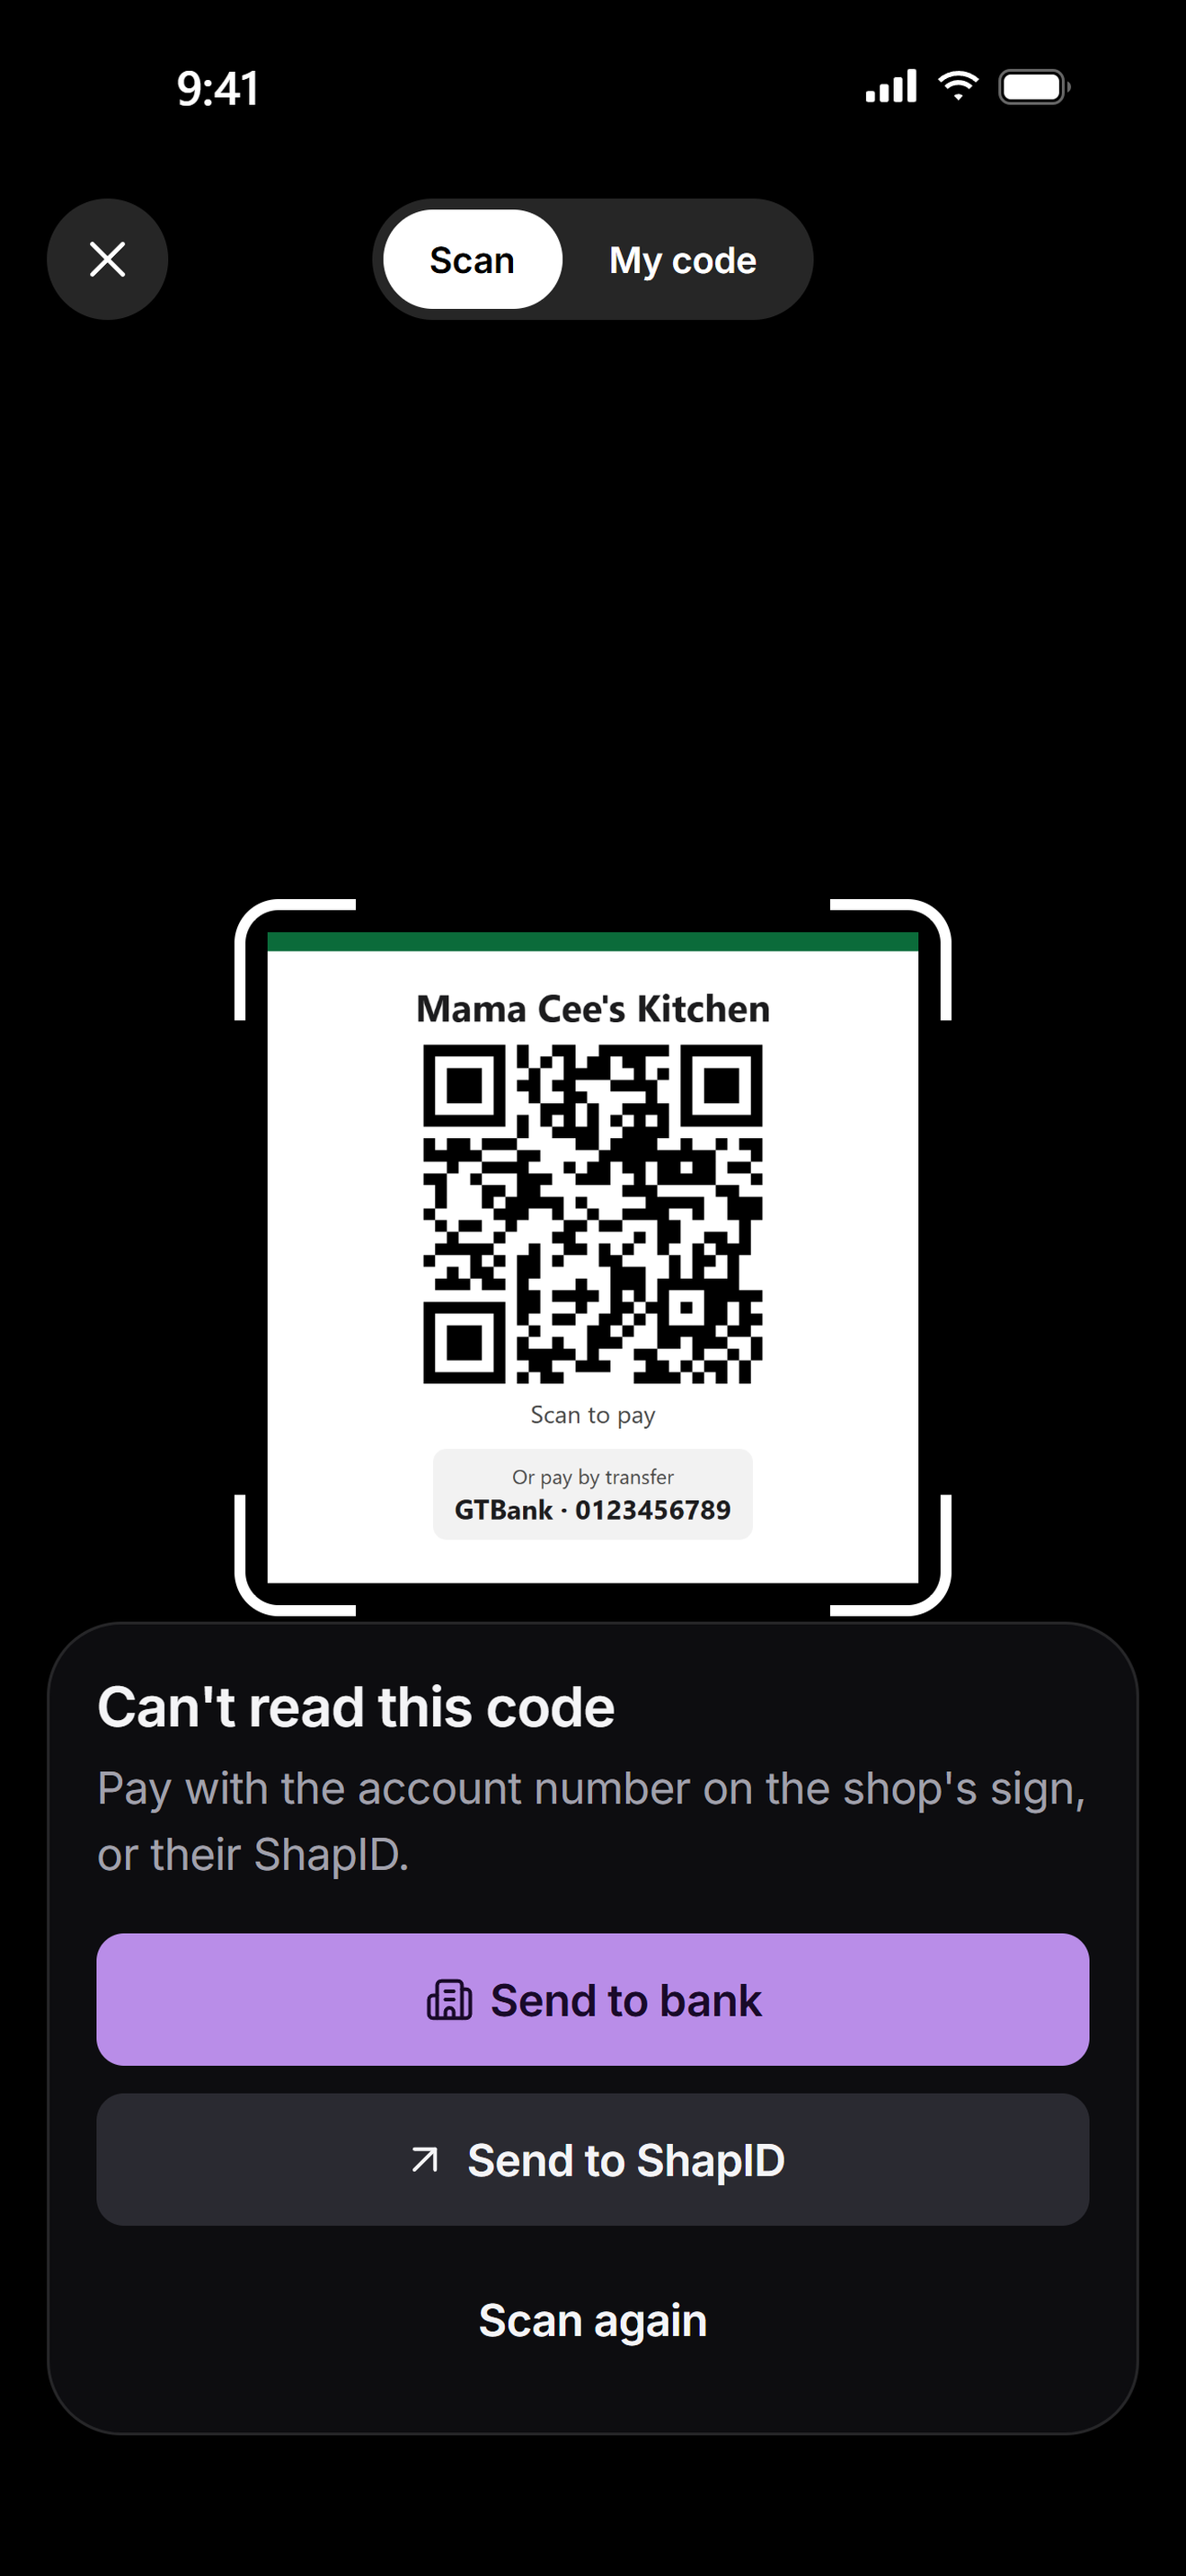 9:41
Scan
My code
Mama Cee's Kitchen
Scan to pay
Or pay by transfer
GTBank · 0123456789
Can't read this code
Pay with the account number on the shop's sign,
or their ShapID.
Send to bank
Send to ShapID
Scan again